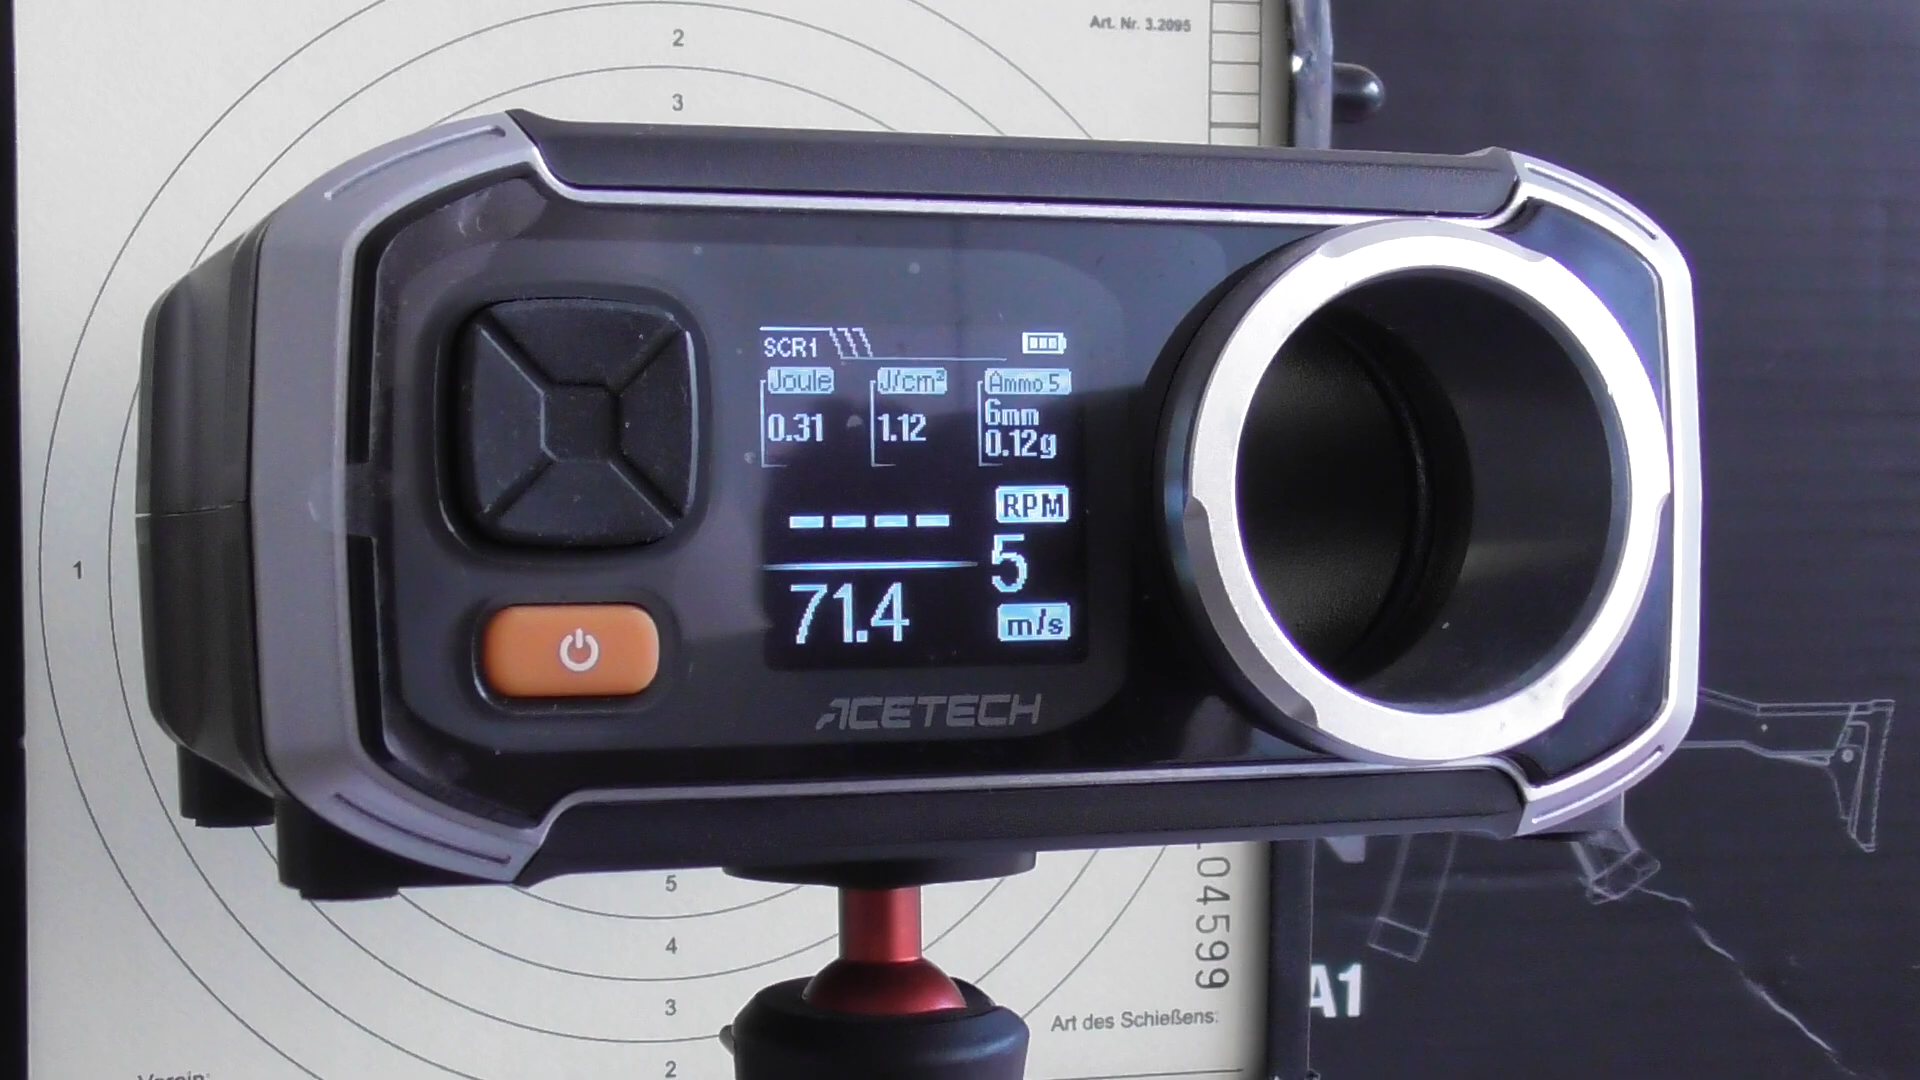 2
Art. Nr. 3.2095
3
SCR1
Joule
J/cm²
Ammo 5
0.31
1.12
6mm
0.12g
RPM
----
5
71.4
m/s
ACETECH
1
5
4
3
2
04599
Art des Schießens:
Verein:
A1